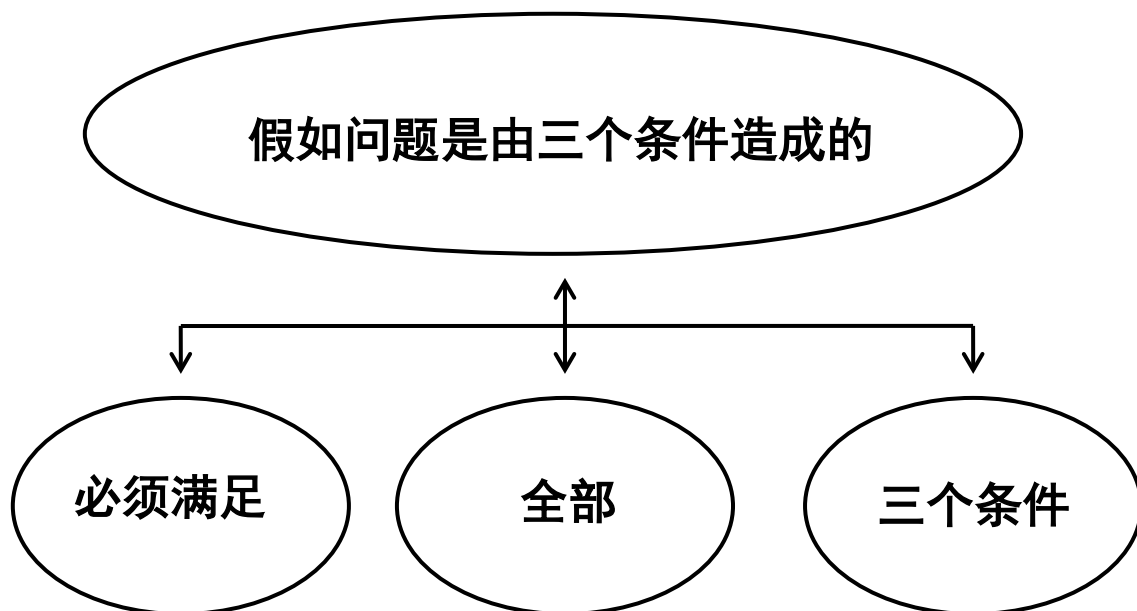 假如问题是由三个条件造成的
必须满足
全部
三个条件